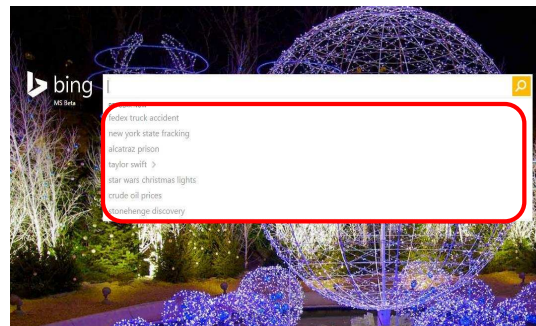 bing
MS Beta
fedex truck accident
new york state fracking
alcatraz prison
taylor swift >
star wars christmas lights
crude oil prices
stonehenge discovery